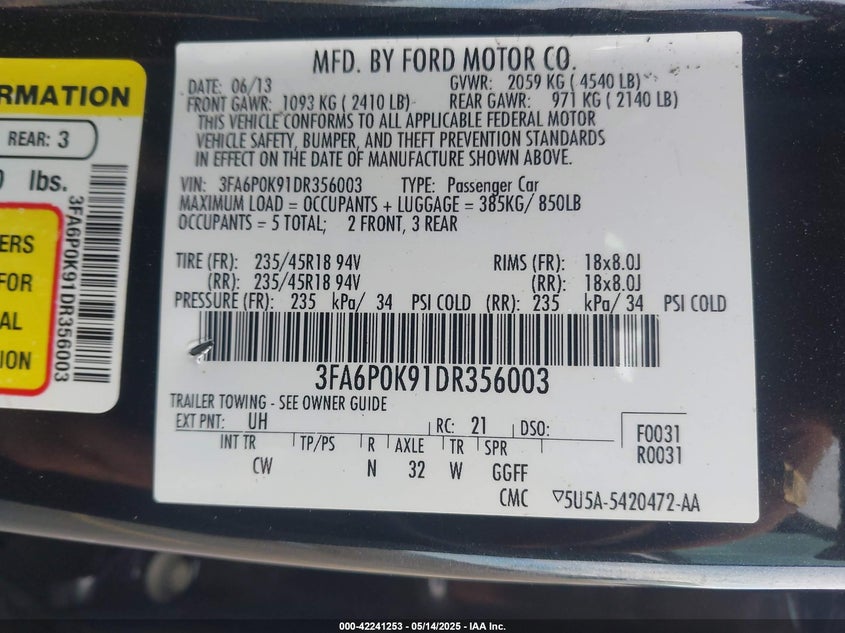 MFD. BY FORD MOTOR CO.
DATE: 06/13 GVWR: 2059 KG ( 4540 LB)
FRONT GAWR: 1093 KG ( 2410 LB) REAR GAWR: 971 KG ( 2140 LB)
THIS VEHICLE CONFORMS TO ALL APPLICABLE FEDERAL MOTOR
VEHICLE SAFETY, BUMPER, AND THEFT PREVENTION STANDARDS
IN EFFECT ON THE DATE OF MANUFACTURE SHOWN ABOVE.
VIN: 3FA6P0K91DR356003 TYPE: Passenger Car
MAXIMUM LOAD = OCCUPANTS + LUGGAGE = 385KG/ 850LB
OCCUPANTS = 5 TOTAL; 2 FRONT, 3 REAR
TIRE (FR): 235/45R18 94V RIMS (FR): 18x8.0J
(RR): 235/45R18 94V (RR): 18x8.0J
PRESSURE (FR): 235 kPa/ 34 PSI COLD (RR): 235 kPa/ 34 PSI COLD
3FA6P0K91DR356003
TRAILER TOWING - SEE OWNER GUIDE
EXT PNT: UH RC: 21 DSO: F0031
R0031
INT TR TP/PS R AXLE TR SPR
CW N 32 W GGFF
CMC ▽5U5A-5420472-AA
RMATION
REAR: 3
0 lbs.
ERS
FOR
AL
ION
3FA6P0K91DR356003
000-42241253 - 05/14/2025 - IAA Inc.